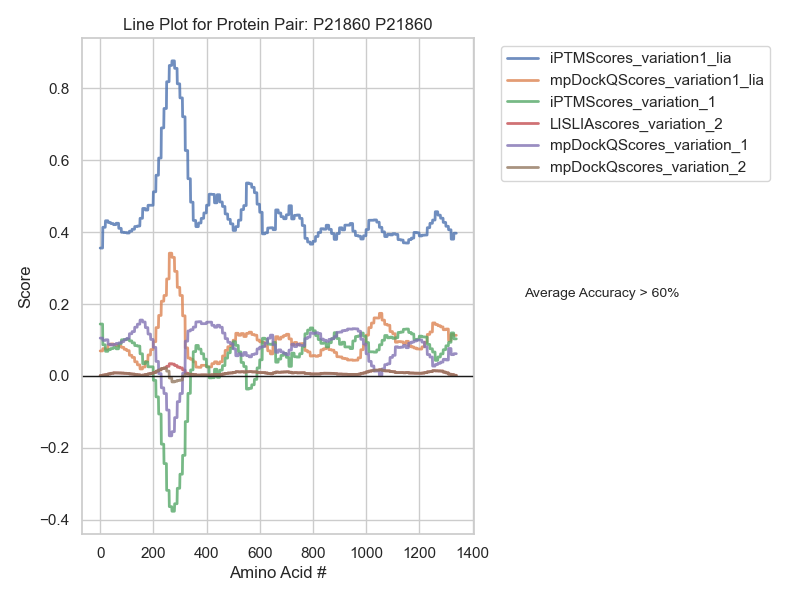 Line Plot for Protein Pair: P21860 P21860
iPTMScores_variation1_lia
mpDockQScores_variation1_lia
iPTMScores_variation_1
LISLIAscores_variation_2
mpDockQScores_variation_1
mpDockQscores_variation_2
Average Accuracy > 60%
Score
0.8
0.6
0.4
0.2
0.0
−0.2
−0.4
0 200 400 600 800 1000 1200 1400
Amino Acid #